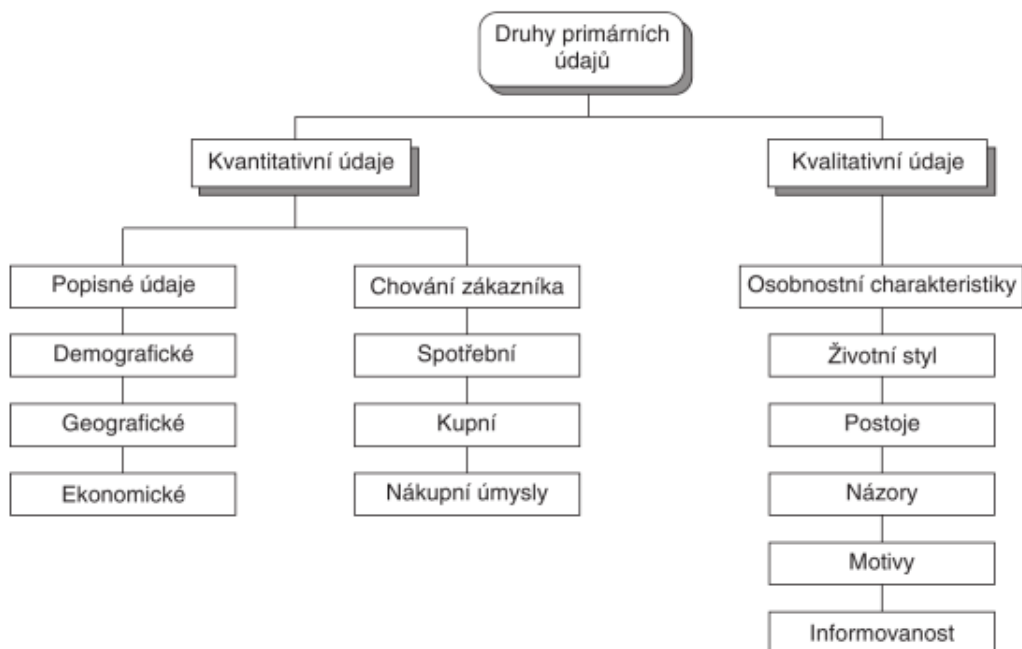 Druhy primárních
údajů
Kvantitativní údaje
Kvalitativní údaje
Popisné údaje
Chování zákazníka
Osobnostní charakteristiky
Demografické
Spotřební
Životní styl
Geografické
Kupní
Postoje
Ekonomické
Nákupní úmysly
Názory
Motivy
Informovanost